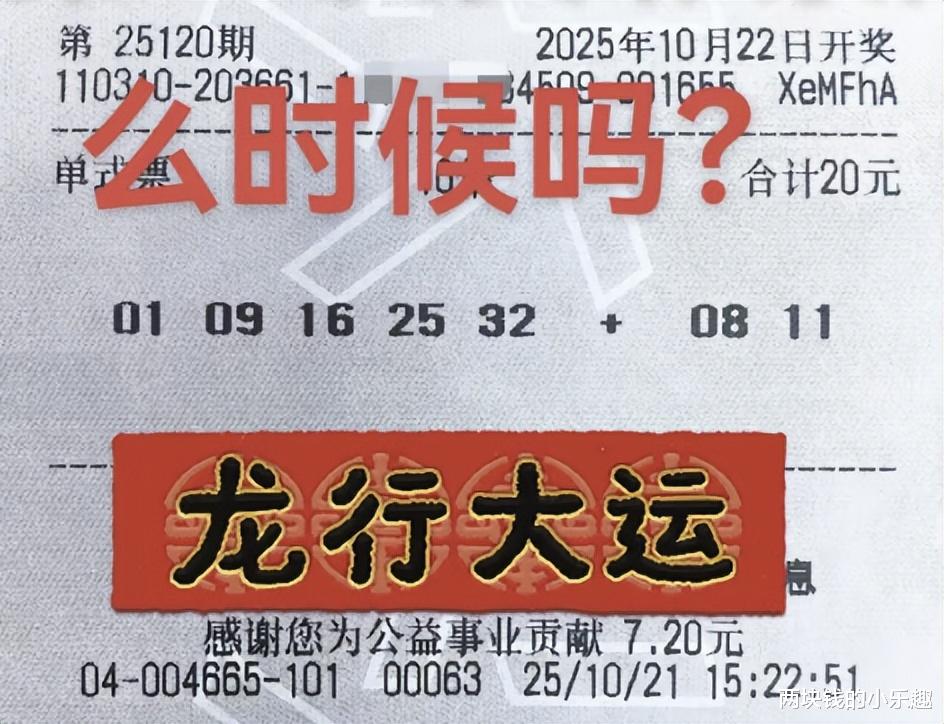 第 25120期 2025年10月22日开奖
110310-203661-1 84509-091655 XeMFhA
么时候吗?
单式票 合计20元
01 09 16 25 32 + 08 11
龙行大运
息
感谢您为公益事业贡献 7.20元
04-004665-101 00063 25/10/21 15:22:51
两块钱的小乐趣